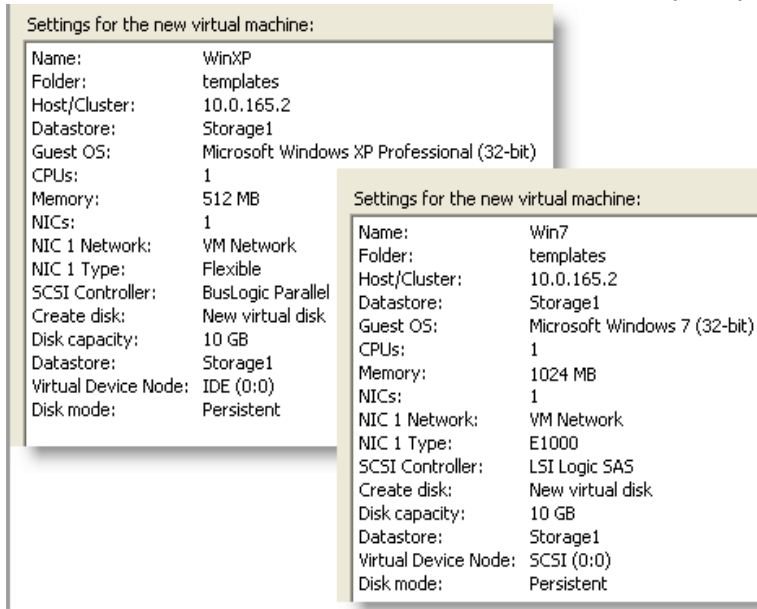 Settings for the new virtual machine:
Name: WinXP
Folder: templates
Host/Cluster: 10.0.165.2
Datastore: Storage1
Guest OS: Microsoft Windows XP Professional (32-bit)
CPUs: 1
Memory: 512 MB
NICs: 1
NIC 1 Network: VM Network
NIC 1 Type: Flexible
SCSI Controller: BusLogic Parallel
Create disk: New virtual disk
Disk capacity: 10 GB
Datastore: Storage1
Virtual Device Node: IDE (0:0)
Disk mode: Persistent
Settings for the new virtual machine:
Name: Win7
Folder: templates
Host/Cluster: 10.0.165.2
Datastore: Storage1
Guest OS: Microsoft Windows 7 (32-bit)
CPUs: 1
Memory: 1024 MB
NICs: 1
NIC 1 Network: VM Network
NIC 1 Type: E1000
SCSI Controller: LSI Logic SAS
Create disk: New virtual disk
Disk capacity: 10 GB
Datastore: Storage1
Virtual Device Node: SCSI (0:0)
Disk mode: Persistent